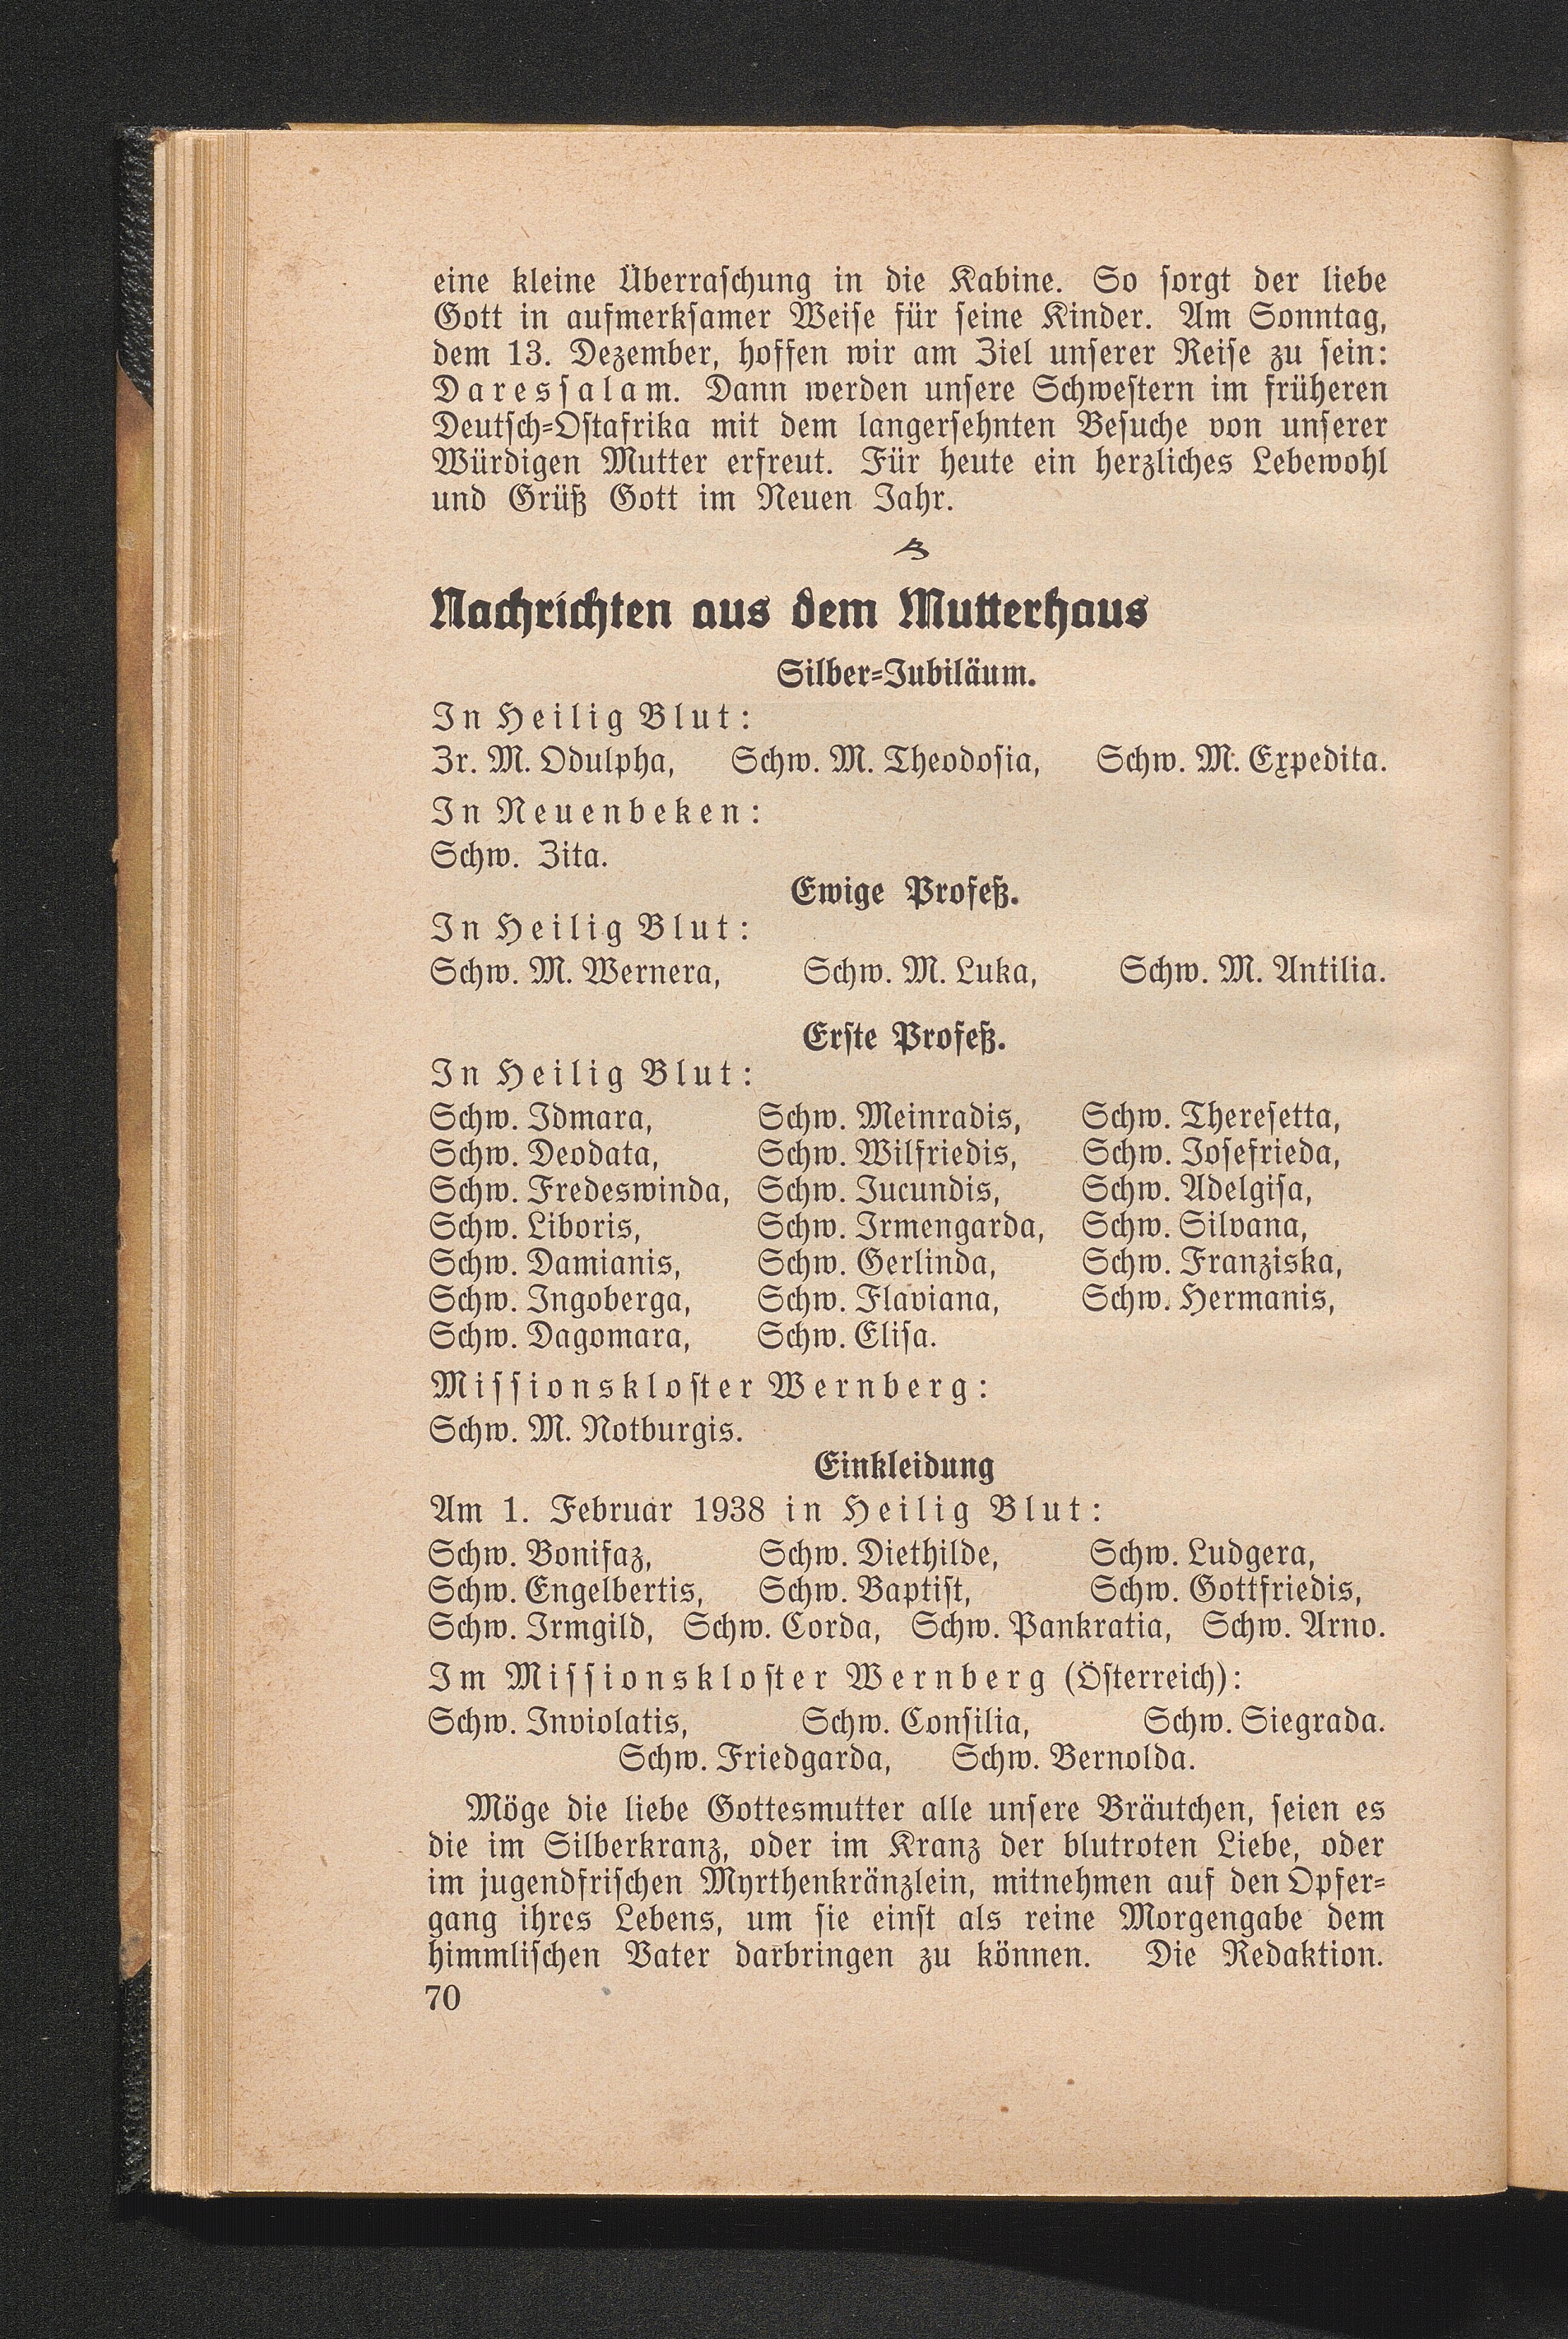 eine kleine Überraschung in die Kabine. So sorgt der liebe
Gott in aufmerksamer Weise für seine Kinder. Am Sonntag,
dem 13. Dezember, hoffen wir am Ziel unserer Reise zu sein:
Daressalam. Dann werden unsere Schwestern im früheren
Deutsch-Ostafrika mit dem langersehnten Besuche von unserer
Würdigen Mutter erfreut. Für heute ein herzliches Lebewohl
und Grüß Gott im Neuen Jahr.
Nachrichten aus dem Mutterhaus
Silber-Jubiläum.
In Heilig Blut:
Zr. M. Odulpha, Schw. M. Theodosia, Schw. M. Expedita.
In Neuenbeken:
Schw. Zita.
Ewige Profeß.
In Heilig Blut:
Schw. M. Wernera, Schw. M. Luka, Schw. M. Antilia.
Erste Profeß.
In Heilig Blut:
Schw. Idmara, Schw. Meinradis, Schw. Theresetta,
Schw. Deodata, Schw. Wilfriedis, Schw. Josefrieda,
Schw. Fredeswinda, Schw. Jucundis, Schw. Adelgisa,
Schw. Liboris, Schw. Irmengarda, Schw. Silvana,
Schw. Damianis, Schw. Gerlinda, Schw. Franziska,
Schw. Ingoberga, Schw. Flaviana, Schw. Hermanis,
Schw. Dagomara, Schw. Elisa.
Missionskloster Wernberg:
Schw. M. Notburgis.
Einkleidung
Am 1. Februar 1938 in Heilig Blut:
Schw. Bonifaz, Schw. Diethilde, Schw. Ludgera,
Schw. Engelbertis, Schw. Baptist, Schw. Gottfriedis,
Schw. Irmgild, Schw. Corda, Schw. Pankratia, Schw. Arno.
Im Missionskloster Wernberg (Österreich):
Schw. Inviolatis, Schw. Consilia, Schw. Siegrada.
Schw. Friedgarda, Schw. Bernolda.
Möge die liebe Gottesmutter alle unsere Bräutchen, seien es
die im Silberkranz, oder im Kranz der blutroten Liebe, oder
im jugendfrischen Myrthenkränzlein, mitnehmen auf den Opfer-
gang ihres Lebens, um sie einst als reine Morgengabe dem
himmlischen Vater darbringen zu können. Die Redaktion.
70